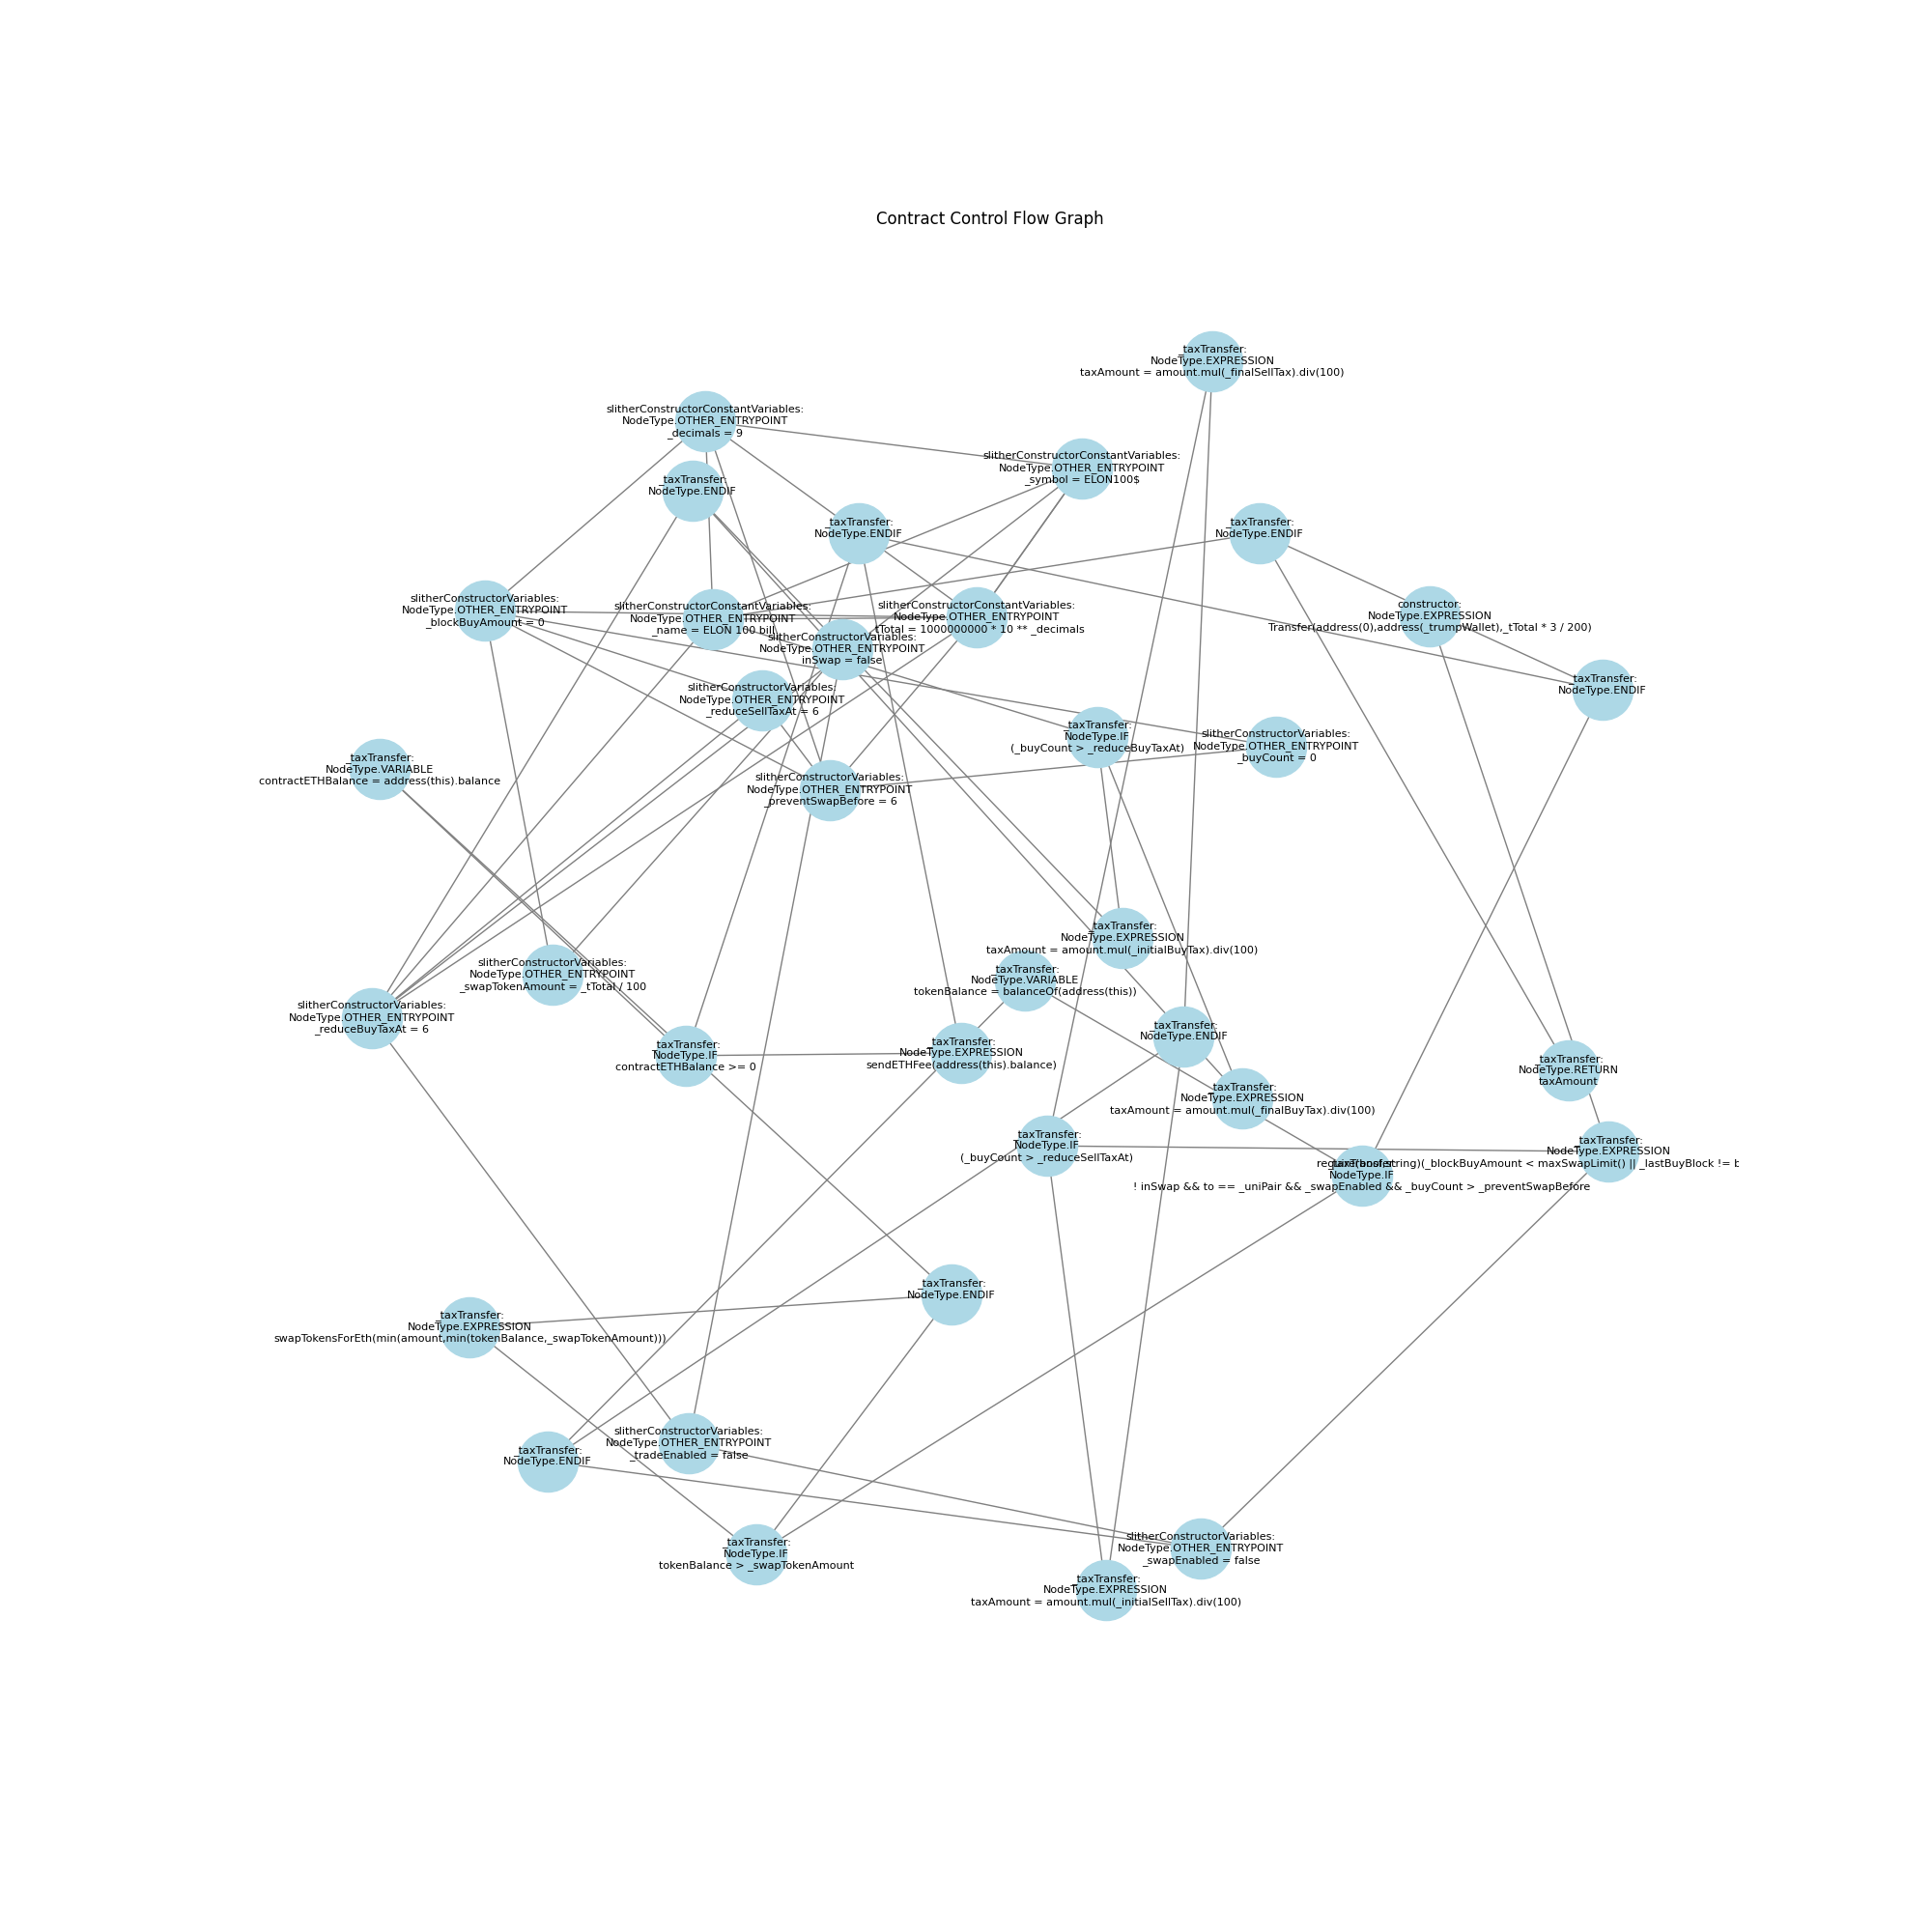 Contract Control Flow Graph
_taxTransfer:
NodeType.EXPRESSION
taxAmount = amount.mul(_finalSellTax).div(100)
slitherConstructorConstantVariables:
NodeType.OTHER_ENTRYPOINT
_decimals = 9
slitherConstructorConstantVariables:
NodeType.OTHER_ENTRYPOINT
_symbol = ELON100$
_taxTransfer:
NodeType.ENDIF
_taxTransfer:
NodeType.ENDIF
_taxTransfer:
NodeType.ENDIF
slitherConstructorVariables:
NodeType.OTHER_ENTRYPOINT
_blockBuyAmount = 0
slitherConstructorConstantVariables:
NodeType.OTHER_ENTRYPOINT
_name = ELON 100 bill
slitherConstructorConstantVariables:
NodeType.OTHER_ENTRYPOINT
_tTotal = 1000000000 * 10 ** _decimals
constructor:
NodeType.EXPRESSION
Transfer(address(0),address(_trumpWallet),_tTotal * 3 / 200)
slitherConstructorVariables:
NodeType.OTHER_ENTRYPOINT
inSwap = false
_taxTransfer:
NodeType.ENDIF
slitherConstructorVariables:
NodeType.OTHER_ENTRYPOINT
_reduceSellTaxAt = 6
_taxTransfer:
NodeType.IF
(_buyCount > _reduceBuyTaxAt)
slitherConstructorVariables:
NodeType.OTHER_ENTRYPOINT
_buyCount = 0
_taxTransfer:
NodeType.VARIABLE
contractETHBalance = address(this).balance
slitherConstructorVariables:
NodeType.OTHER_ENTRYPOINT
_preventSwapBefore = 6
_taxTransfer:
NodeType.EXPRESSION
taxAmount = amount.mul(_initialBuyTax).div(100)
slitherConstructorVariables:
NodeType.OTHER_ENTRYPOINT
_swapTokenAmount = _tTotal / 100
_taxTransfer:
NodeType.VARIABLE
tokenBalance = balanceOf(address(this))
slitherConstructorVariables:
NodeType.OTHER_ENTRYPOINT
_reduceBuyTaxAt = 6
_taxTransfer:
NodeType.ENDIF
_taxTransfer:
NodeType.IF
contractETHBalance >= 0
_taxTransfer:
NodeType.EXPRESSION
sendETHFee(address(this).balance)
_taxTransfer:
NodeType.RETURN
taxAmount
_taxTransfer:
NodeType.EXPRESSION
taxAmount = amount.mul(_finalBuyTax).div(100)
_taxTransfer:
NodeType.IF
(_buyCount > _reduceSellTaxAt)
_taxTransfer:
NodeType.EXPRESSION
require(bool,string)(_blockBuyAmount < maxSwapLimit() || _lastBuyBlock != b
_taxTransfer:
NodeType.IF
! inSwap && to == _uniPair && _swapEnabled && _buyCount > _preventSwapBefore
_taxTransfer:
NodeType.ENDIF
_taxTransfer:
NodeType.EXPRESSION
swapTokensForEth(min(amount,min(tokenBalance,_swapTokenAmount)))
slitherConstructorVariables:
NodeType.OTHER_ENTRYPOINT
_tradeEnabled = false
_taxTransfer:
NodeType.ENDIF
_taxTransfer:
NodeType.IF
tokenBalance > _swapTokenAmount
slitherConstructorVariables:
NodeType.OTHER_ENTRYPOINT
_swapEnabled = false
_taxTransfer:
NodeType.EXPRESSION
taxAmount = amount.mul(_initialSellTax).div(100)